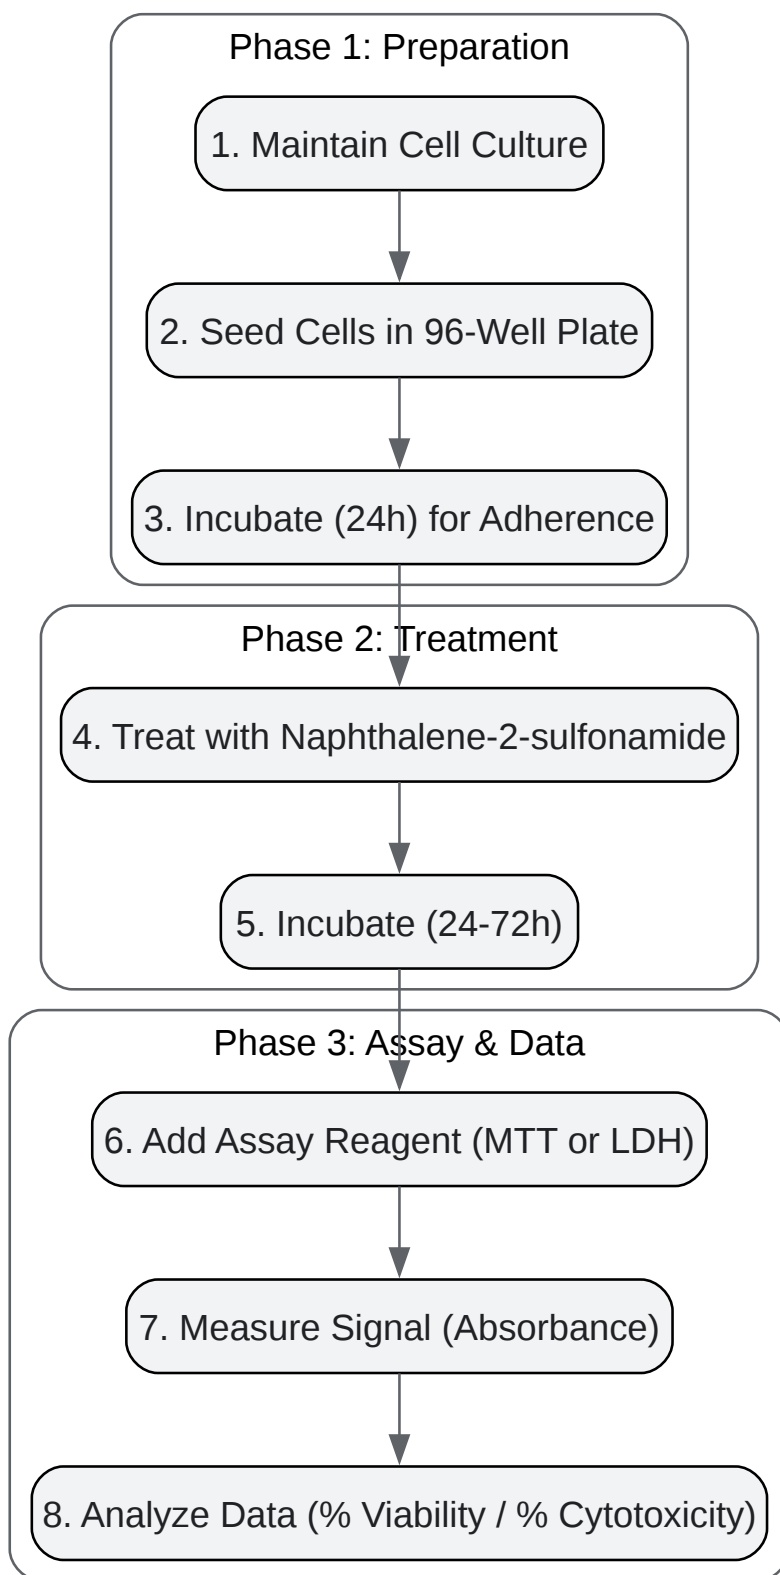 Phase 1: Preparation
1. Maintain Cell Culture
2. Seed Cells in 96-Well Plate
3. Incubate (24h) for Adherence
Phase 2: Treatment
4. Treat with Naphthalene-2-sulfonamide
5. Incubate (24-72h)
Phase 3: Assay & Data
6. Add Assay Reagent (MTT or LDH)
7. Measure Signal (Absorbance)
8. Analyze Data (% Viability / % Cytotoxicity)